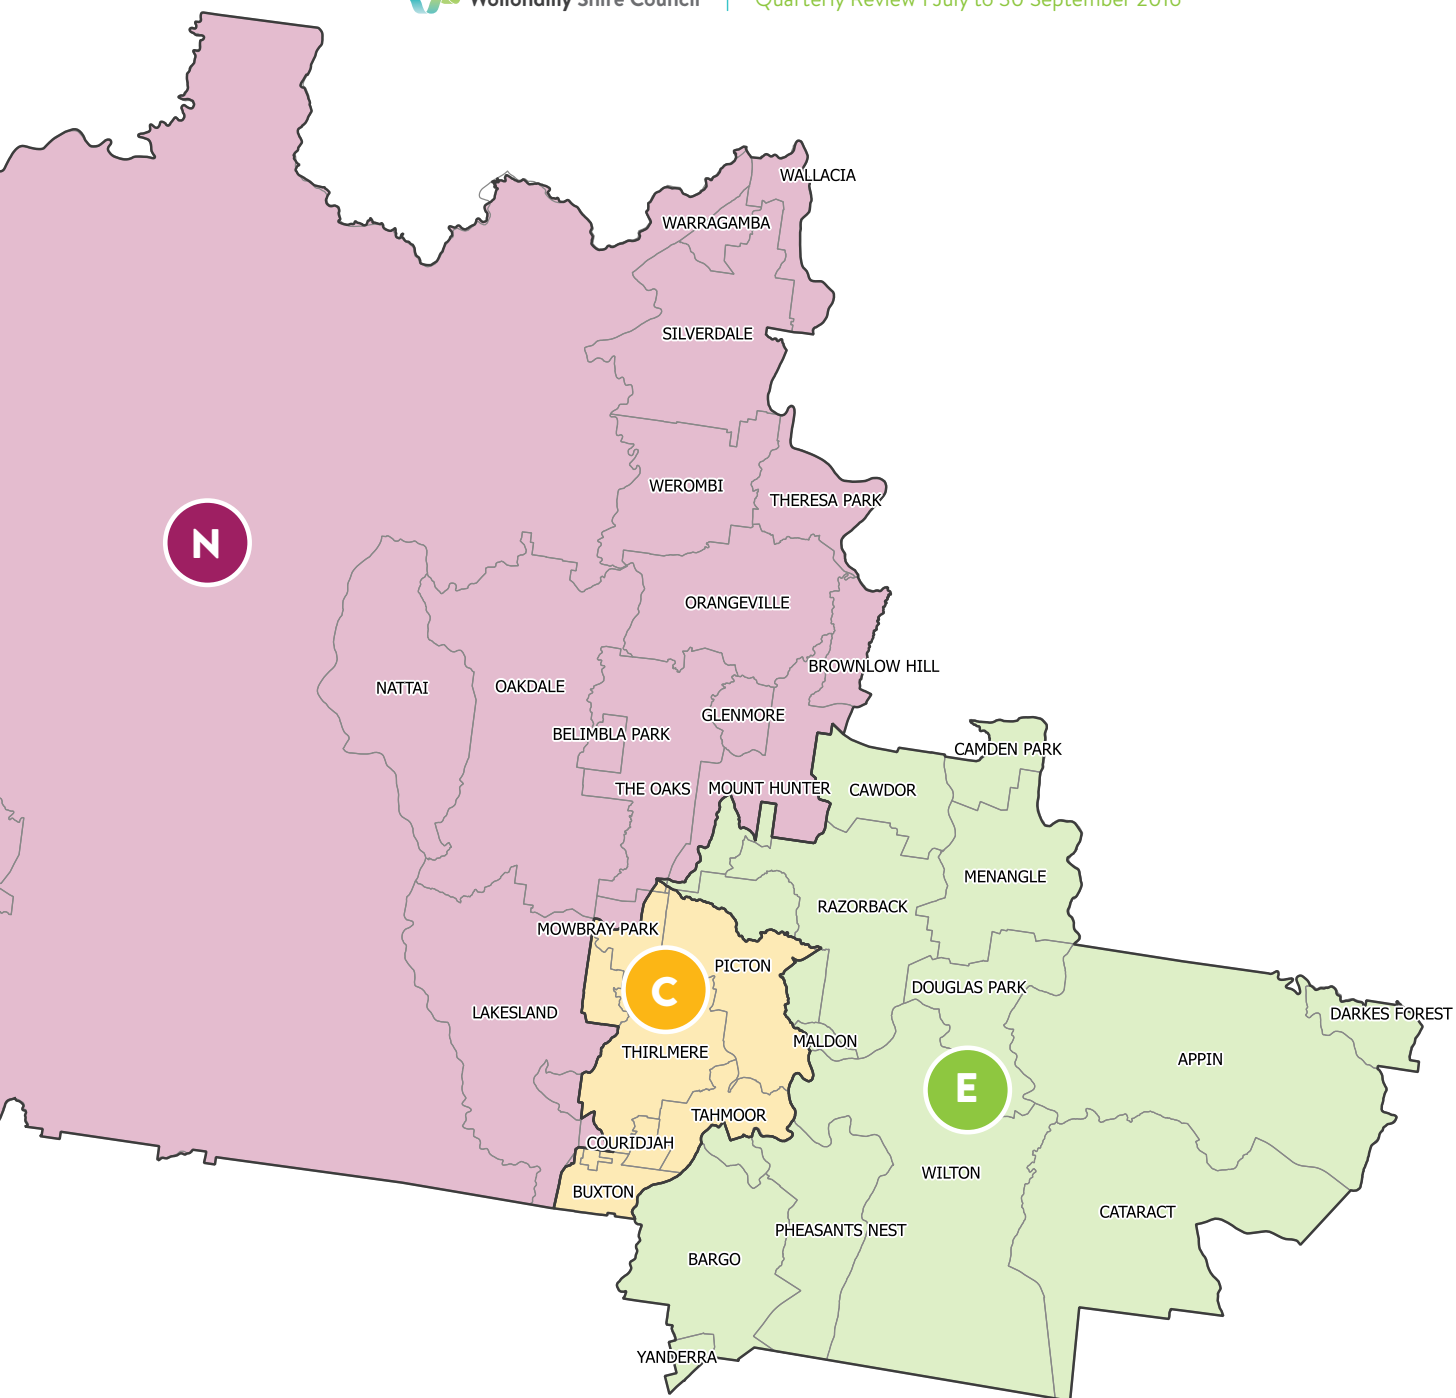 Wollondilly Shire Council | Quarterly Review 1 July to 30 September 2016
WALLACIA
WARRAGAMBA
SILVERDALE
WEROMBI
THERESA PARK
N
ORANGEVILLE
BROWNLOW HILL
NATTAI
OAKDALE
GLENMORE
BELIMBLA PARK
CAMDEN PARK
THE OAKS
MOUNT HUNTER
CAWDOR
MENANGLE
RAZORBACK
MOWBRAY PARK
PICTON
C
DOUGLAS PARK
LAKESLAND
DARKES FOREST
MALDON
THIRLMERE
APPIN
E
TAHMOOR
COURIDJAH
WILTON
BUXTON
CATARACT
PHEASANTS NEST
BARGO
YANDERRA